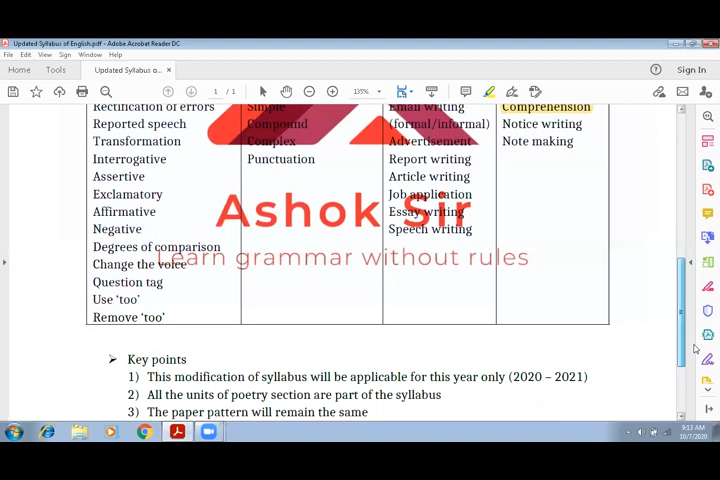 Updated Syllabus of English.pdf - Adobe Acrobat Reader DC
File Edit View Sign Window Help
Home Tools Updated Syllabus o... × Sign In
1 / 1 135%
Rectification of errors
Reported speech
Transformation
Interrogative
Assertive
Exclamatory
Affirmative
Negative
Degrees of comparison
Change the voice
Question tag
Use ‘too’
Remove ‘too’
Simple
Compound
Complex
Punctuation
Email writing
(formal/informal)
Advertisement
Report writing
Article writing
Job application
Essay writing
Speech writing
Comprehension
Notice writing
Note making
Ashok Sir
Learn grammar without rules
Key points
1) This modification of syllabus will be applicable for this year only (2020 – 2021)
2) All the units of poetry section are part of the syllabus
3) The paper pattern will remain the same
9:13 AM
10/7/2020